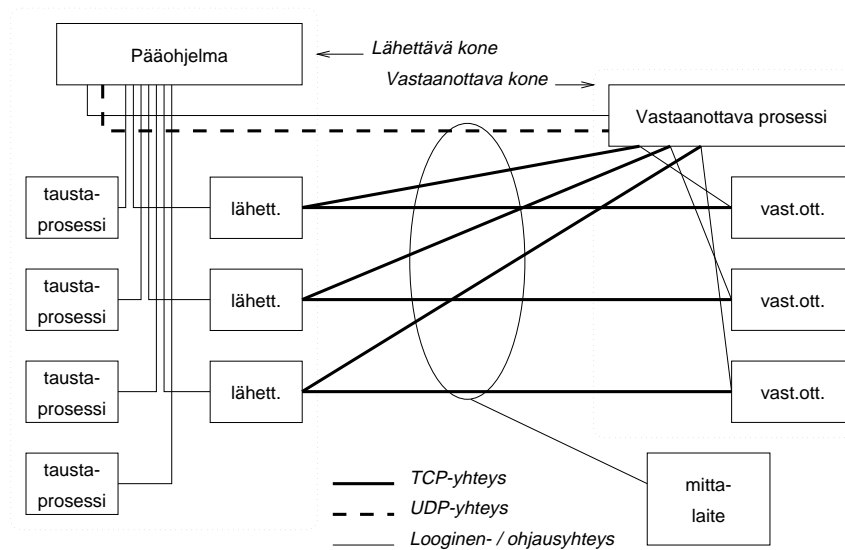 Pääohjelma
Lähettävä kone
Vastaanottava kone
Vastaanottava prosessi
tausta-
prosessi
lähett.
vast.ott.
tausta-
prosessi
lähett.
vast.ott.
tausta-
prosessi
lähett.
vast.ott.
tausta-
prosessi
TCP-yhteys
UDP-yhteys
Looginen- / ohjausyhteys
mitta-
laite